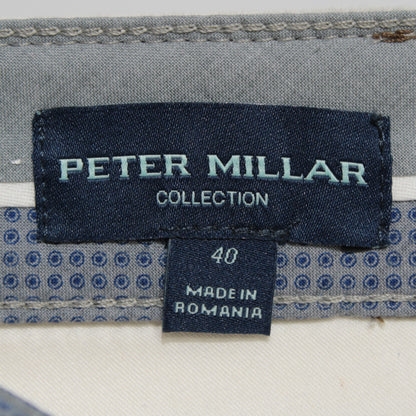 PETER MILLAR
COLLECTION
40
MADE IN
ROMANIA